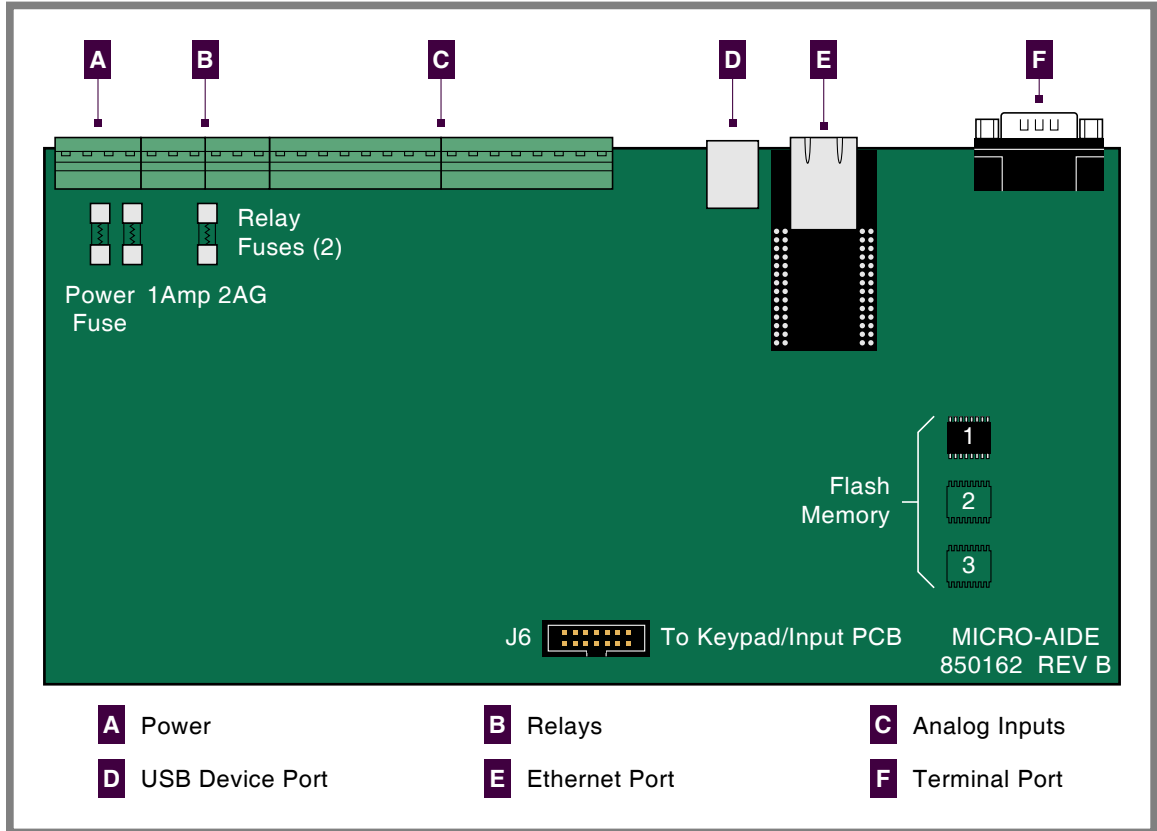 A B C D E F
Relay
Fuses (2)
Power 1Amp 2AG
Fuse
1
Flash
Memory
2
3
J6 To Keypad/Input PCB
MICRO-AIDE
850162 REV B
A Power
B Relays
C Analog Inputs
D USB Device Port
E Ethernet Port
F Terminal Port